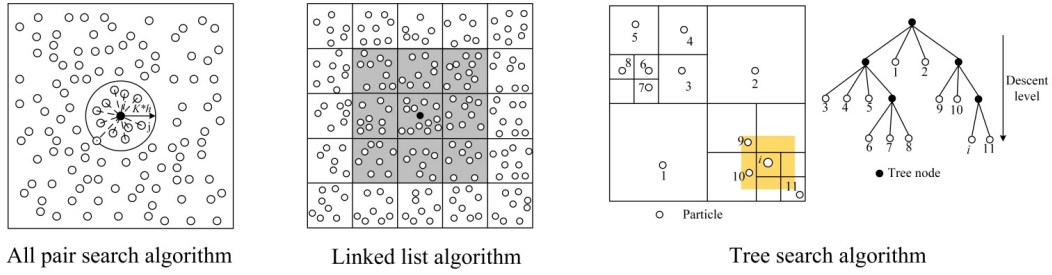 K*h
j
5
4
8
6
3
2
7
9
i
1
10
11
Particle
1
2
3
4
5
9
10
6
7
8
i
11
Descent
level
Tree node
All pair search algorithm
Linked list algorithm
Tree search algorithm